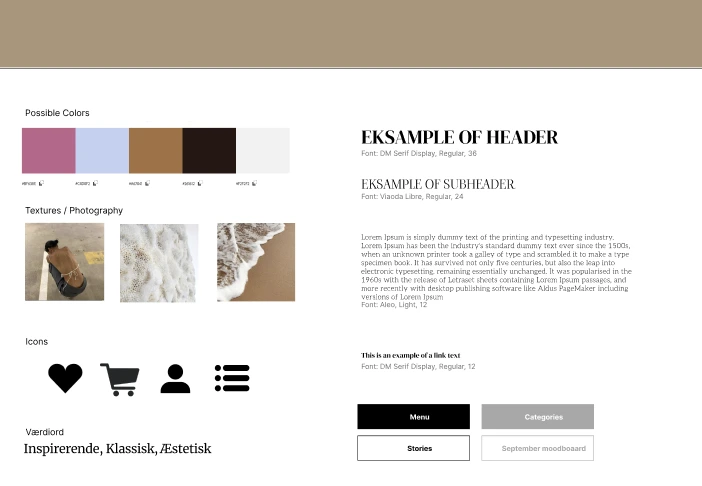 Possible Colors
Textures / Photography
Icons
Værdiord
Inspirerende, Klassisk, Æstetisk
EKSAMPLE OF HEADER
Font: DM Serif Display, Regular, 36
EKSAMPLE OF SUBHEADER
Font: Viaoda Libre, Regular, 24
Lorem Ipsum is simply dummy text of the printing and typesetting industry.
Lorem Ipsum has been the industry's standard dummy text ever since the 1500s,
when an unknown printer took a galley of type and scrambled it to make a type
specimen book. It has survived not only five centuries, but also the leap into
electronic typesetting, remaining essentially unchanged. It was popularised in the
1960s with the release of Letraset sheets containing Lorem Ipsum passages, and
more recently with desktop publishing software like Aldus PageMaker including
versions of Lorem Ipsum
Font: Aleo, Light, 12
This is an example of a link text
Font: DM Serif Display, Regular, 12
Menu
Categories
Stories
September moodboaard